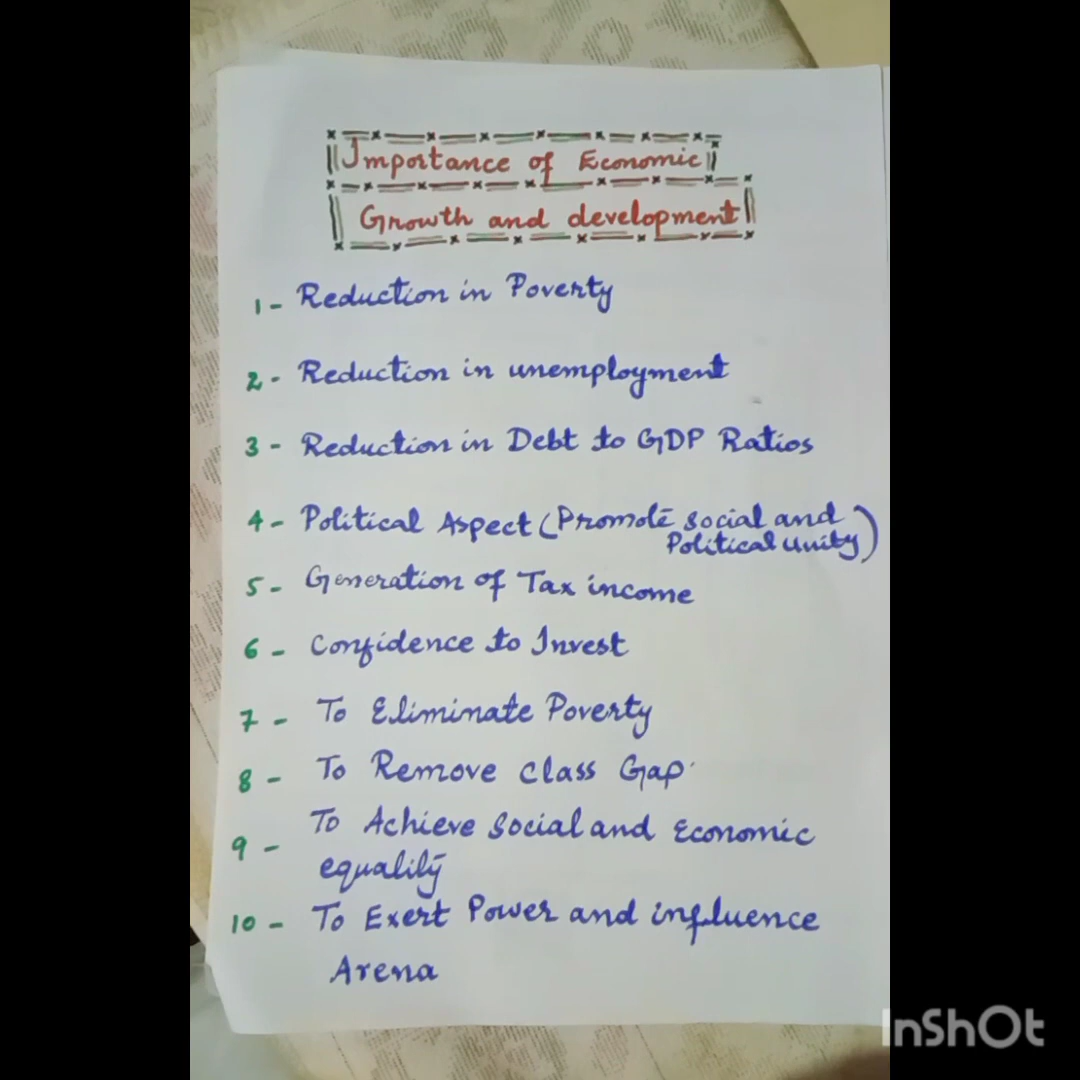 Importance of Economic
Growth and development
1- Reduction in Poverty
2- Reduction in unemployment
3- Reduction in Debt to GDP Ratios
4- Political Aspect (Promote social and
Political unity)
5- Generation of Tax income
6- Confidence to Invest
7- To Eliminate Poverty
8- To Remove class Gap
9- To Achieve social and Economic
equality
10- To Exert Power and influence
Arena
InShOt